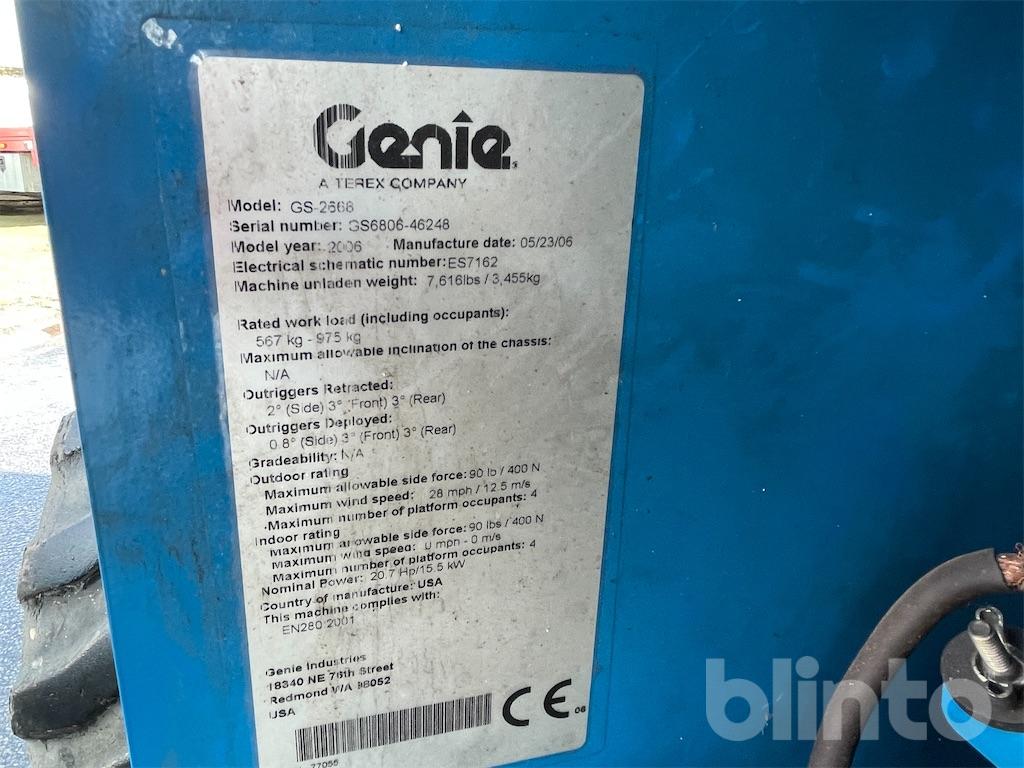 Genie
A TEREX COMPANY
Model: GS-2668
Serial number: GS6806-46248
Model year: 2006 Manufacture date: 05/23/06
Electrical schematic number: ES7162
Machine unladen weight: 7,616lbs / 3,455kg
Rated work load (including occupants):
567 kg - 975 kg
Maximum allowable inclination of the chassis:
N/A
Outriggers Retracted:
2° (Side) 3° (Front) 3° (Rear)
Outriggers Deployed:
0.8° (Side) 3° (Front) 3° (Rear)
Gradeability: N/A
Outdoor rating
Maximum allowable side force: 90 lb / 400 N
Maximum wind speed: 28 mph / 12.5 m/s
Maximum number of platform occupants: 4
Indoor rating
Maximum allowable side force: 90 lbs / 400 N
Maximum wind speed: 0 mph - 0 m/s
Maximum number of platform occupants: 4
Nominal Power: 20.7 Hp/15.5 kW
Country of manufacture: USA
This machine complies with:
EN280:2001
Genie Industries
18340 NE 76th Street
Redmond WA 98052
USA
CE 06
77055
blinto